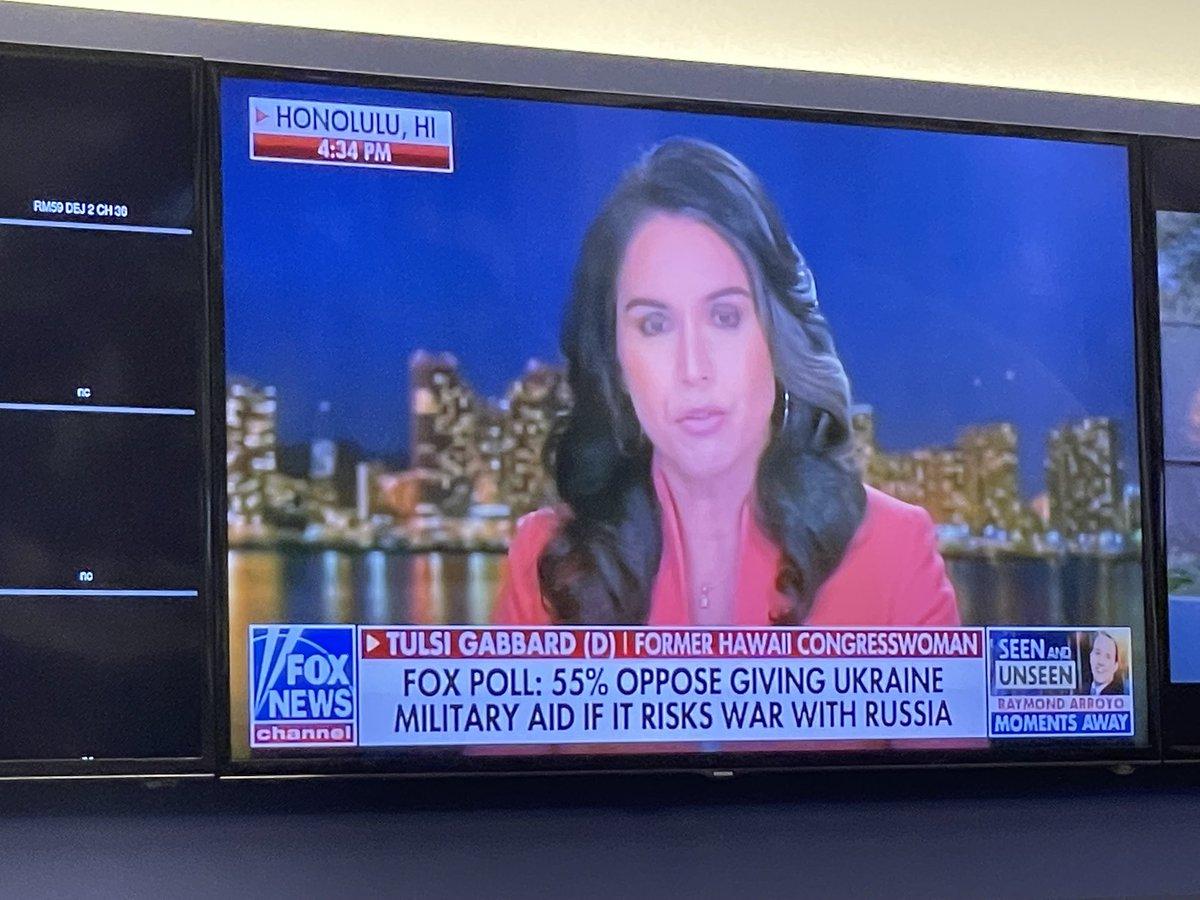 RM59 DEJ 2 CH 36
nc
no
HONOLULU, HI
4:34 PM
TULSI GABBARD (D) | FORMER HAWAII CONGRESSWOMAN
FOX POLL: 55% OPPOSE GIVING UKRAINE
MILITARY AID IF IT RISKS WAR WITH RUSSIA
FOX
NEWS
channel
SEEN AND
UNSEEN
RAYMOND ARROYO
MOMENTS AWAY